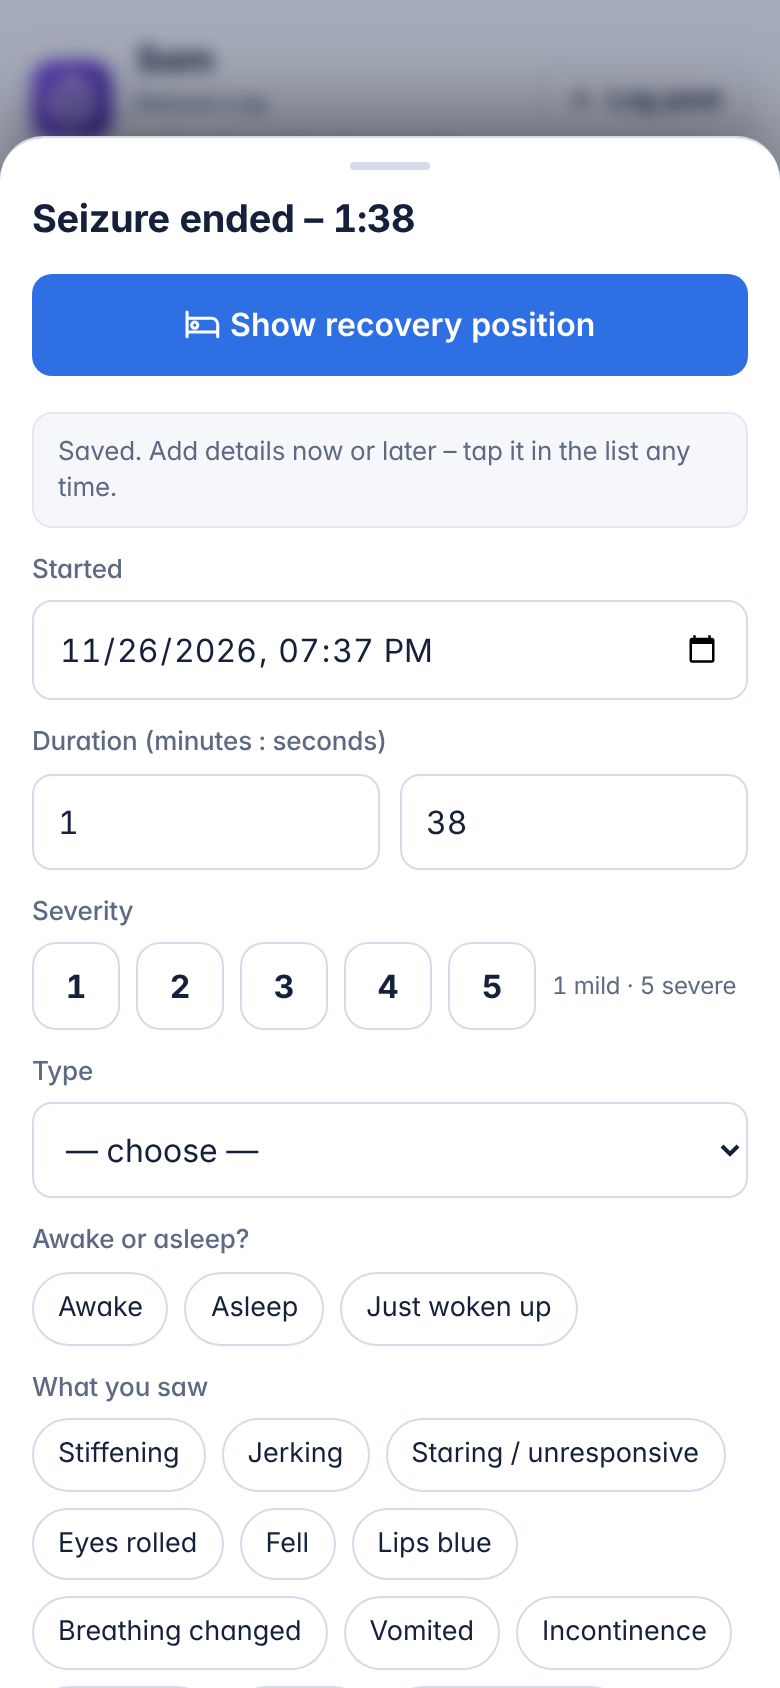 Sam
Seizure ended – 1:38
Show recovery position
Saved. Add details now or later – tap it in the list any
time.
Started
11/26/2026, 07:37 PM
Duration (minutes : seconds)
1 38
Severity
1 2 3 4 5 1 mild · 5 severe
Type
— choose —
Awake or asleep?
Awake Asleep Just woken up
What you saw
Stiffening Jerking Staring / unresponsive
Eyes rolled Fell Lips blue
Breathing changed Vomited Incontinence